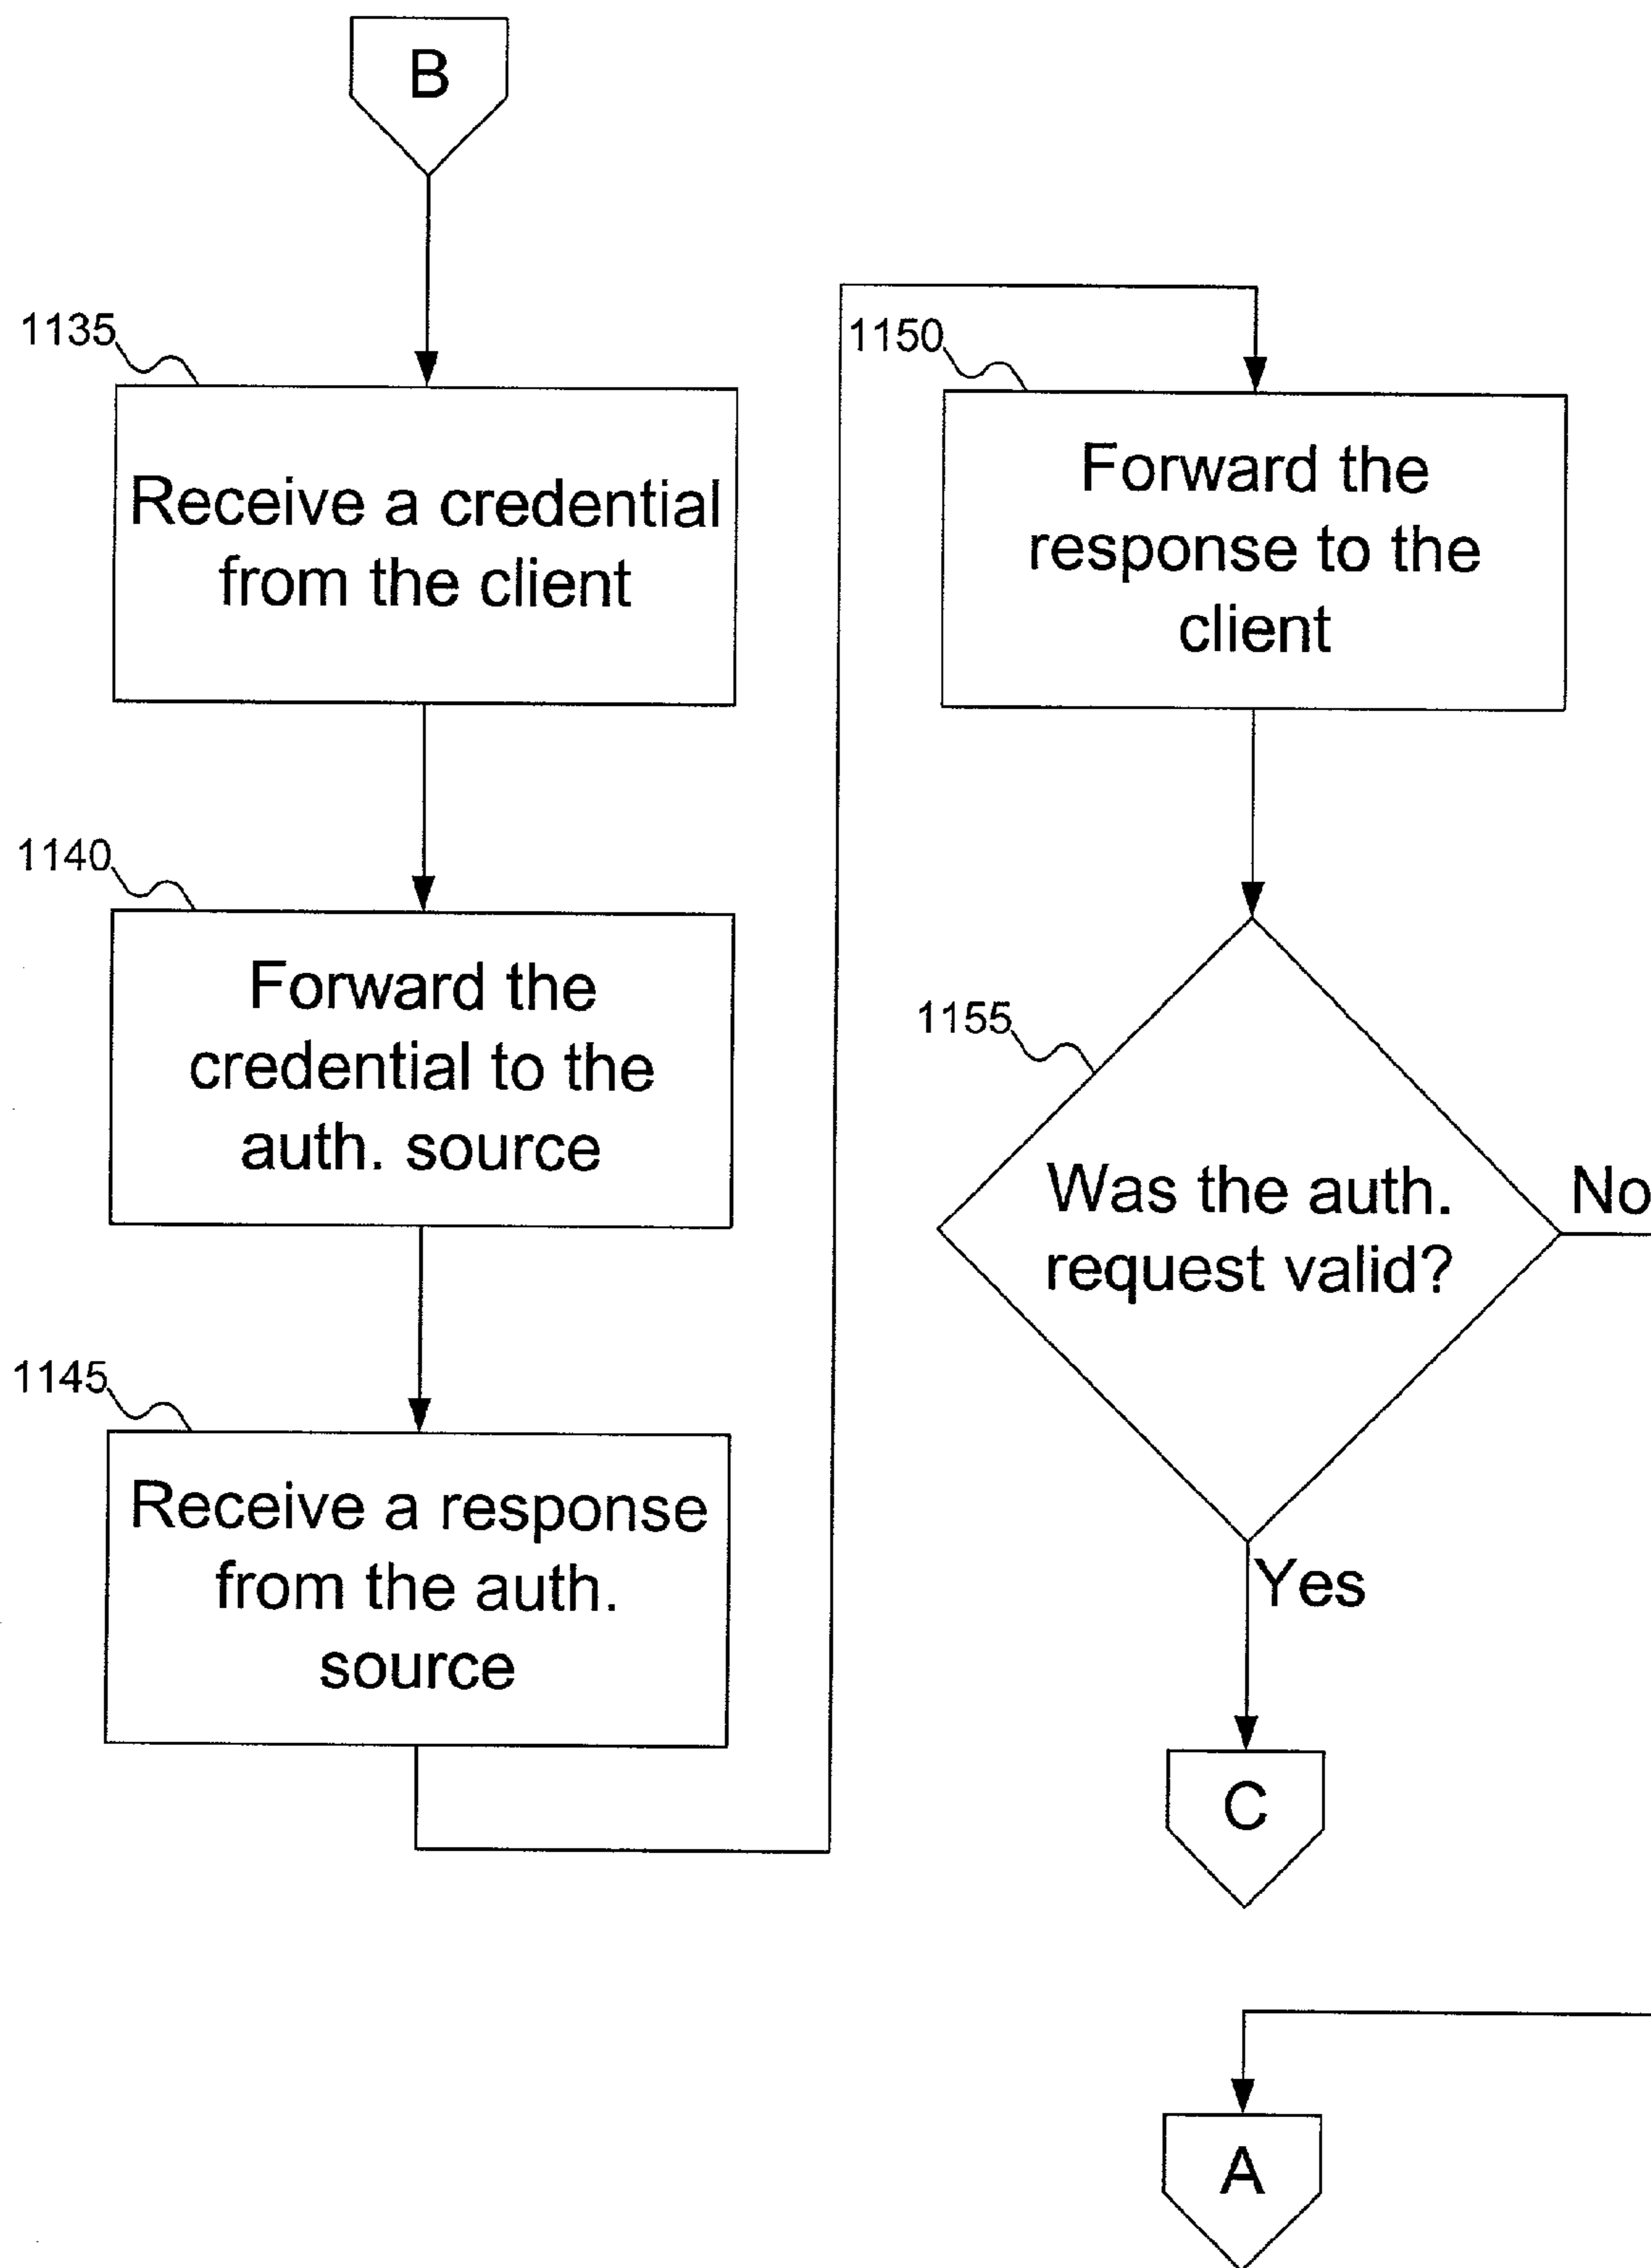 B
1135
Receive a credential
from the client
1140
Forward the
credential to the
auth. source
1145
Receive a response
from the auth.
source
1150
Forward the
response to the
client
1155
Was the auth.
request valid?
No
Yes
C
A